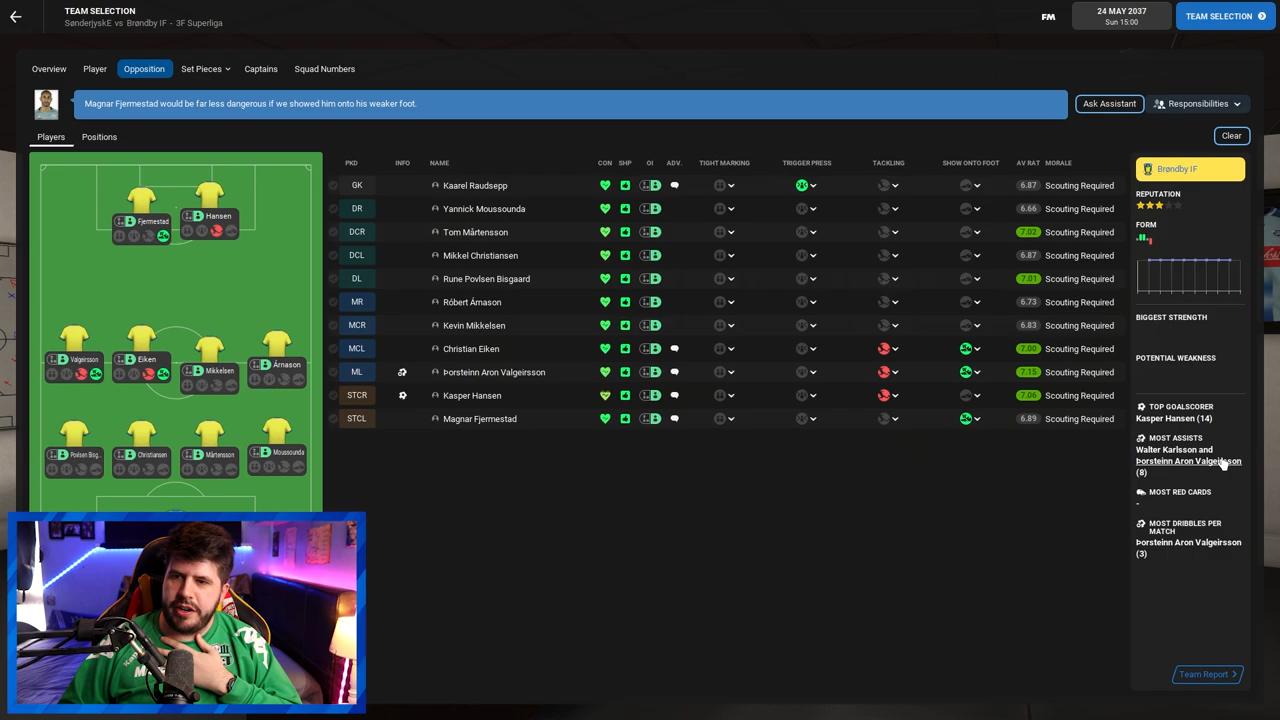 TEAM SELECTION
SønderjyskE vs Brøndby IF - 3F Superliga
FM
24 MAY 2037
Sun 15:00
TEAM SELECTION
Overview Player Opposition Set Pieces Captains Squad Numbers
Magnar Fjermestad would be far less dangerous if we showed him onto his weaker foot.
Ask Assistant
Responsibilities
Players Positions
Clear
Fjermestad
Hansen
Valgeirsson
Eiken
Mikkelsen
Árnason
Povlsen Bisg...
Christiansen
Mårtensson
Moussounda
PKD INFO NAME CON SHP OI ADV. TIGHT MARKING TRIGGER PRESS TACKLING SHOW ONTO FOOT AV RAT MORALE
GK Kaarel Raudsepp 6.87 Scouting Required
DR Yannick Moussounda 6.66 Scouting Required
DCR Tom Mårtensson 7.02 Scouting Required
DCL Mikkel Christiansen 6.87 Scouting Required
DL Rune Povlsen Bisgaard 7.01 Scouting Required
MR Róbert Árnason 6.73 Scouting Required
MCR Kevin Mikkelsen 6.83 Scouting Required
MCL Christian Eiken 7.00 Scouting Required
ML Þorsteinn Aron Valgeirsson 7.15 Scouting Required
STCR Kasper Hansen 7.06 Scouting Required
STCL Magnar Fjermestad 6.89 Scouting Required
Brøndby IF
REPUTATION
FORM
BIGGEST STRENGTH
POTENTIAL WEAKNESS
TOP GOALSCORER
Kasper Hansen (14)
MOST ASSISTS
Walter Karlsson and
Þorsteinn Aron Valgeirsson
(8)
MOST RED CARDS
-
MOST DRIBBLES PER
MATCH
Þorsteinn Aron Valgeirsson
(3)
Team Report